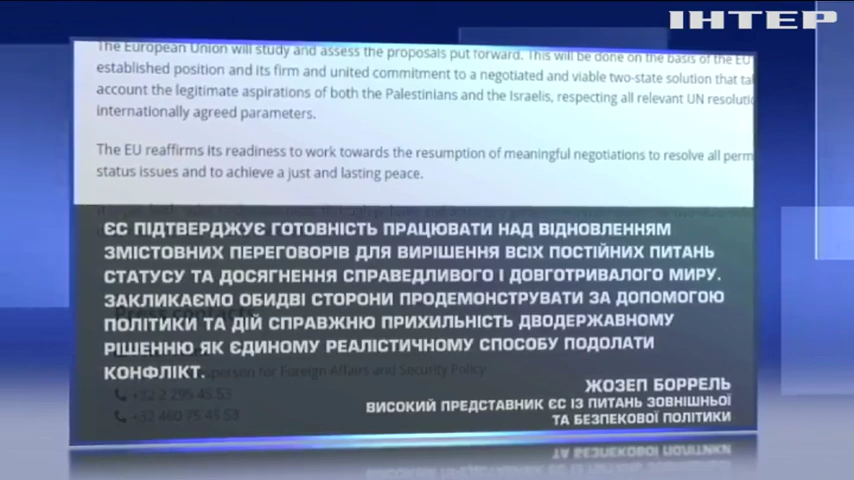 ІНТЕР
The European Union will study and assess the proposals put forward. This will be done on the basis of the EU
established position and its firm and united commitment to a negotiated and viable two-state solution that
account the legitimate aspirations of both the Palestinians and the Israelis, respecting all relevant UN
internationally agreed parameters.
The EU reaffirms its readiness to work towards the resumption of meaningful negotiations to resolve all
status issues and to achieve a just and lasting peace.
ЄС ПІДТВЕРДЖУЄ ГОТОВНІСТЬ ПРАЦЮВАТИ НАД ВІДНОВЛЕННЯМ
ЗМІСТОВНИХ ПЕРЕГОВОРІВ ДЛЯ ВИРІШЕННЯ ВСІХ ПОСТІЙНИХ ПИТАНЬ
СТАТУСУ ТА ДОСЯГНЕННЯ СПРАВЕДЛИВОГО І ДОВГОТРИВАЛОГО МИРУ.
ЗАКЛИКАЄМО ОБИДВІ СТОРОНИ ПРОДЕМОНСТРУВАТИ ЗА ДОПОМОГОЮ
ПОЛІТИКИ ТА ДІЙ СПРАВЖНЮ ПРИХИЛЬНІСТЬ ДВОДЕРЖАВНОМУ
РІШЕННЮ ЯК ЄДИНОМУ РЕАЛІСТИЧНОМУ СПОСОБУ ПОДОЛАТИ
КОНФЛІКТ.
for Foreign Affairs and Security Policy
+32 2 295 45 53
+32 460 75 45 53
ЖОЗЕП БОРРЕЛЬ
ВИСОКИЙ ПРЕДСТАВНИК ЄС ІЗ ПИТАНЬ ЗОВНІШНЬОЇ
ТА БЕЗПЕКОВОЇ ПОЛІТИКИ